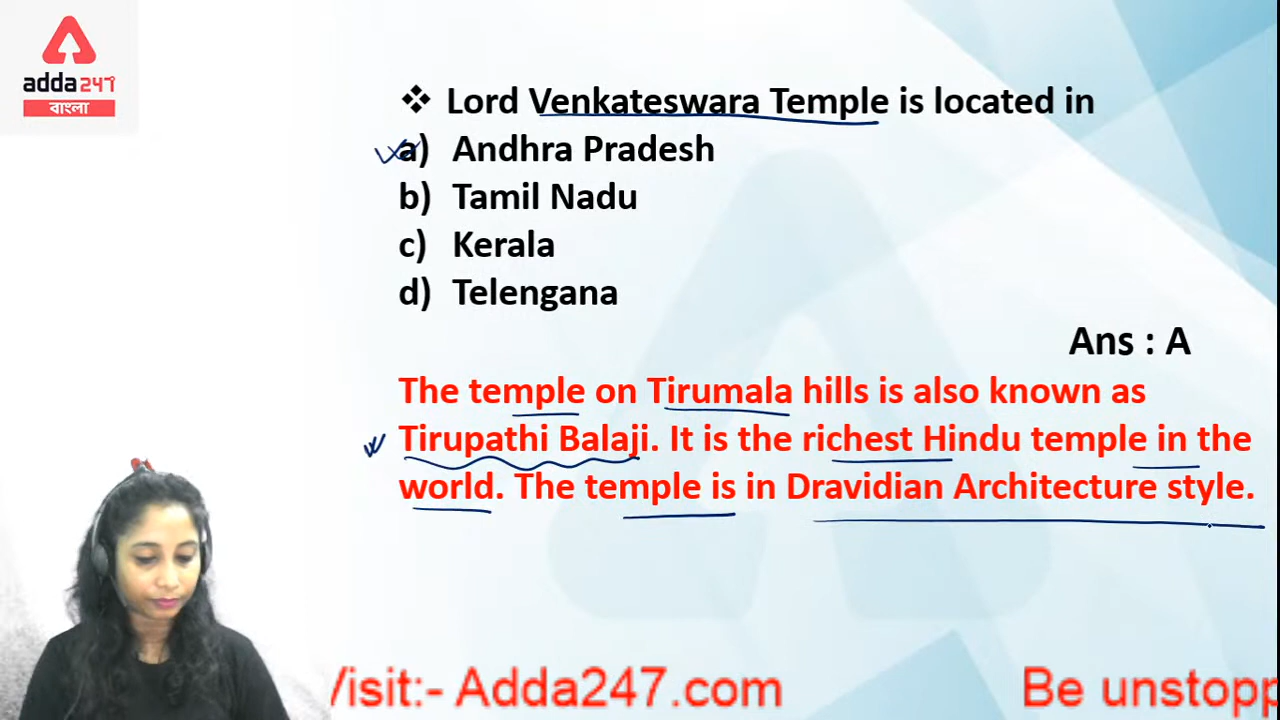 adda247
বাংলা
❖ Lord Venkateswara Temple is located in
a) Andhra Pradesh
b) Tamil Nadu
c) Kerala
d) Telengana
Ans : A
The temple on Tirumala hills is also known as
Tirupathi Balaji. It is the richest Hindu temple in the
world. The temple is in Dravidian Architecture style.
/isit:- Adda247.com Be unstopp